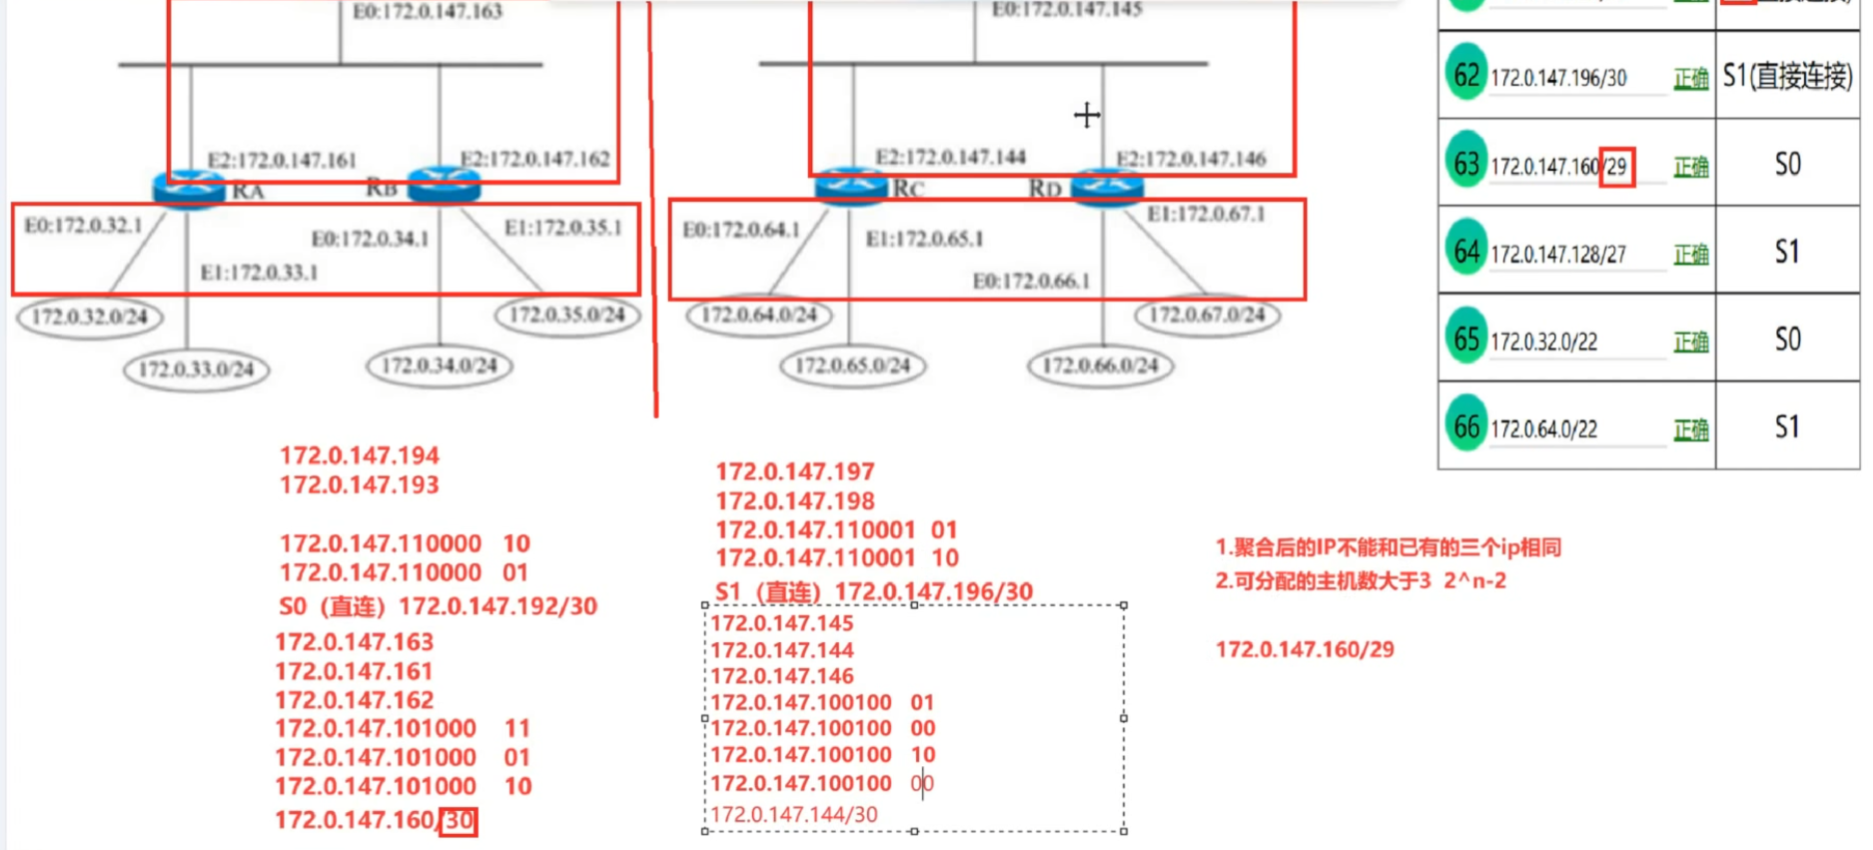 E0:172.0.147.163
E2:172.0.147.161
E2:172.0.147.162
RA
RB
E0:172.0.32.1
E1:172.0.33.1
E0:172.0.34.1
E1:172.0.35.1
172.0.32.0/24
172.0.33.0/24
172.0.34.0/24
172.0.35.0/24
E0:172.0.147.145
E2:172.0.147.144
E2:172.0.147.146
RC
RD
E0:172.0.64.1
E1:172.0.65.1
E0:172.0.66.1
E1:172.0.67.1
172.0.64.0/24
172.0.65.0/24
172.0.66.0/24
172.0.67.0/24
62 172.0.147.196/30 正确 S1(直接连接)
63 172.0.147.160/29 正确 S0
64 172.0.147.128/27 正确 S1
65 172.0.32.0/22 正确 S0
66 172.0.64.0/22 正确 S1
172.0.147.194
172.0.147.193
172.0.147.110000 10
172.0.147.110000 01
S0（直连）172.0.147.192/30
172.0.147.163
172.0.147.161
172.0.147.162
172.0.147.101000 11
172.0.147.101000 01
172.0.147.101000 10
172.0.147.160/30
172.0.147.197
172.0.147.198
172.0.147.110001 01
172.0.147.110001 10
S1（直连）172.0.147.196/30
172.0.147.145
172.0.147.144
172.0.147.146
172.0.147.100100 01
172.0.147.100100 00
172.0.147.100100 10
172.0.147.100100 00
172.0.147.144/30
1.聚合后的IP不能和已有的三个ip相同
2.可分配的主机数大于3 2^n-2
172.0.147.160/29